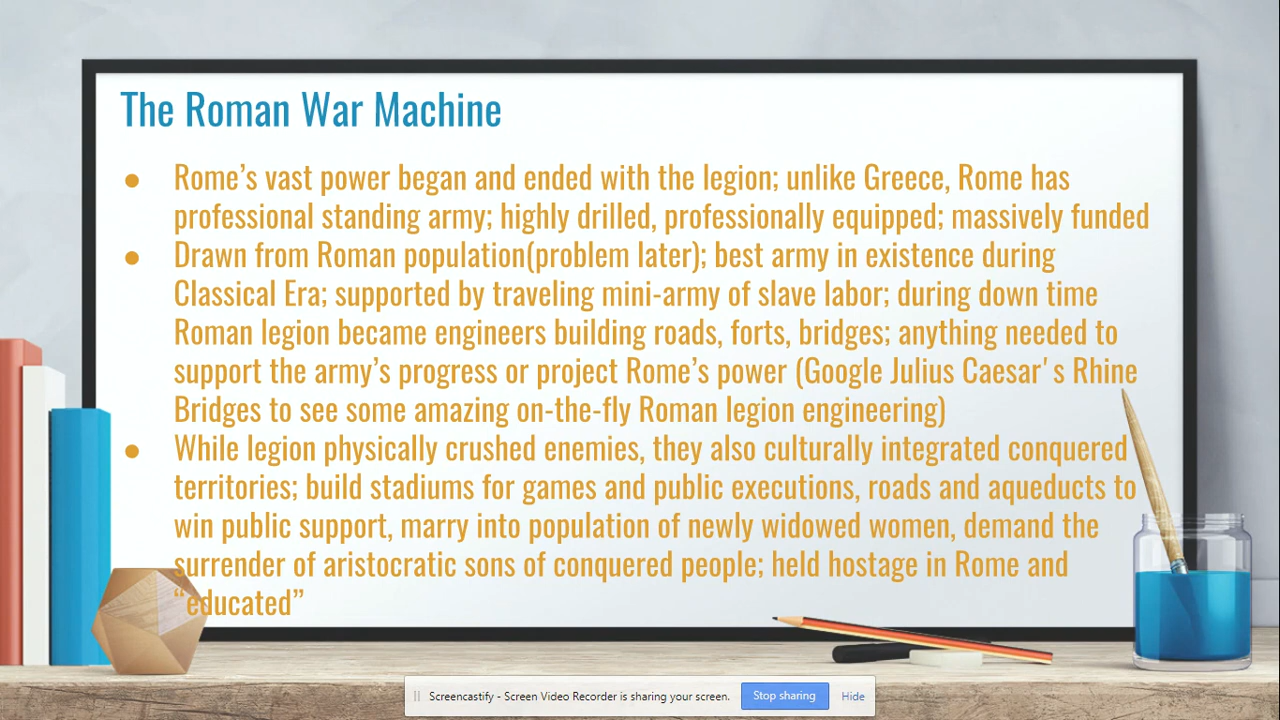 The Roman War Machine
● Rome’s vast power began and ended with the legion; unlike Greece, Rome has
professional standing army; highly drilled, professionally equipped; massively funded
● Drawn from Roman population(problem later); best army in existence during
Classical Era; supported by traveling mini-army of slave labor; during down time
Roman legion became engineers building roads, forts, bridges; anything needed to
support the army’s progress or project Rome’s power (Google Julius Caesar's Rhine
Bridges to see some amazing on-the-fly Roman legion engineering)
● While legion physically crushed enemies, they also culturally integrated conquered
territories; build stadiums for games and public executions, roads and aqueducts to
win public support, marry into population of newly widowed women, demand the
surrender of aristocratic sons of conquered people; held hostage in Rome and
“educated”
Screencastify - Screen Video Recorder is sharing your screen. Stop sharing Hide